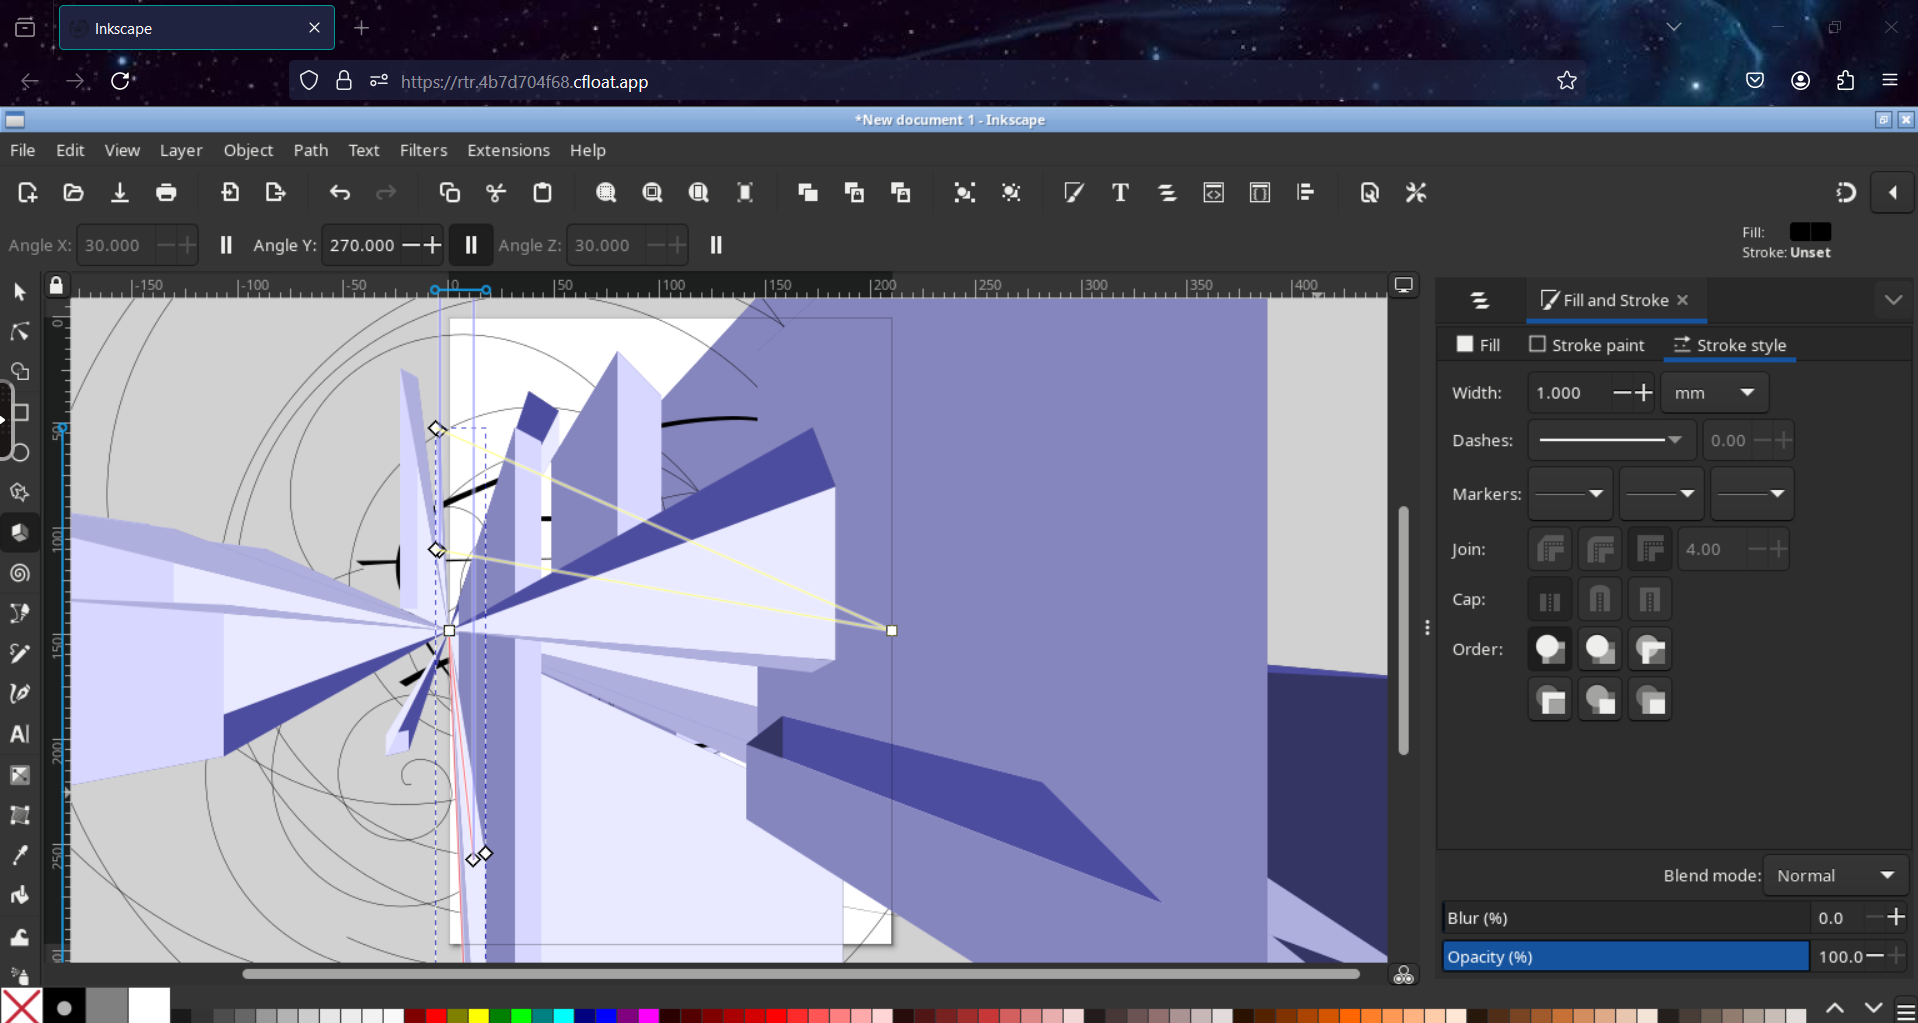 Inkscape
https://rtr.4b7d704f68.cfloat.app
*New document 1 - Inkscape
File Edit View Layer Object Path Text Filters Extensions Help
Angle X: 30.000 Angle Y: 270.000 Angle Z: 30.000
Fill:
Stroke: Unset
-150 -100 -50 0 50 100 150 200 250 300 350 400
0
50
100
150
200
250
Fill and Stroke
Fill Stroke paint Stroke style
Width: 1.000 mm
Dashes: 0.00
Markers:
Join: 4.00
Cap:
Order:
Blend mode: Normal
Blur (%) 0.0
Opacity (%) 100.0